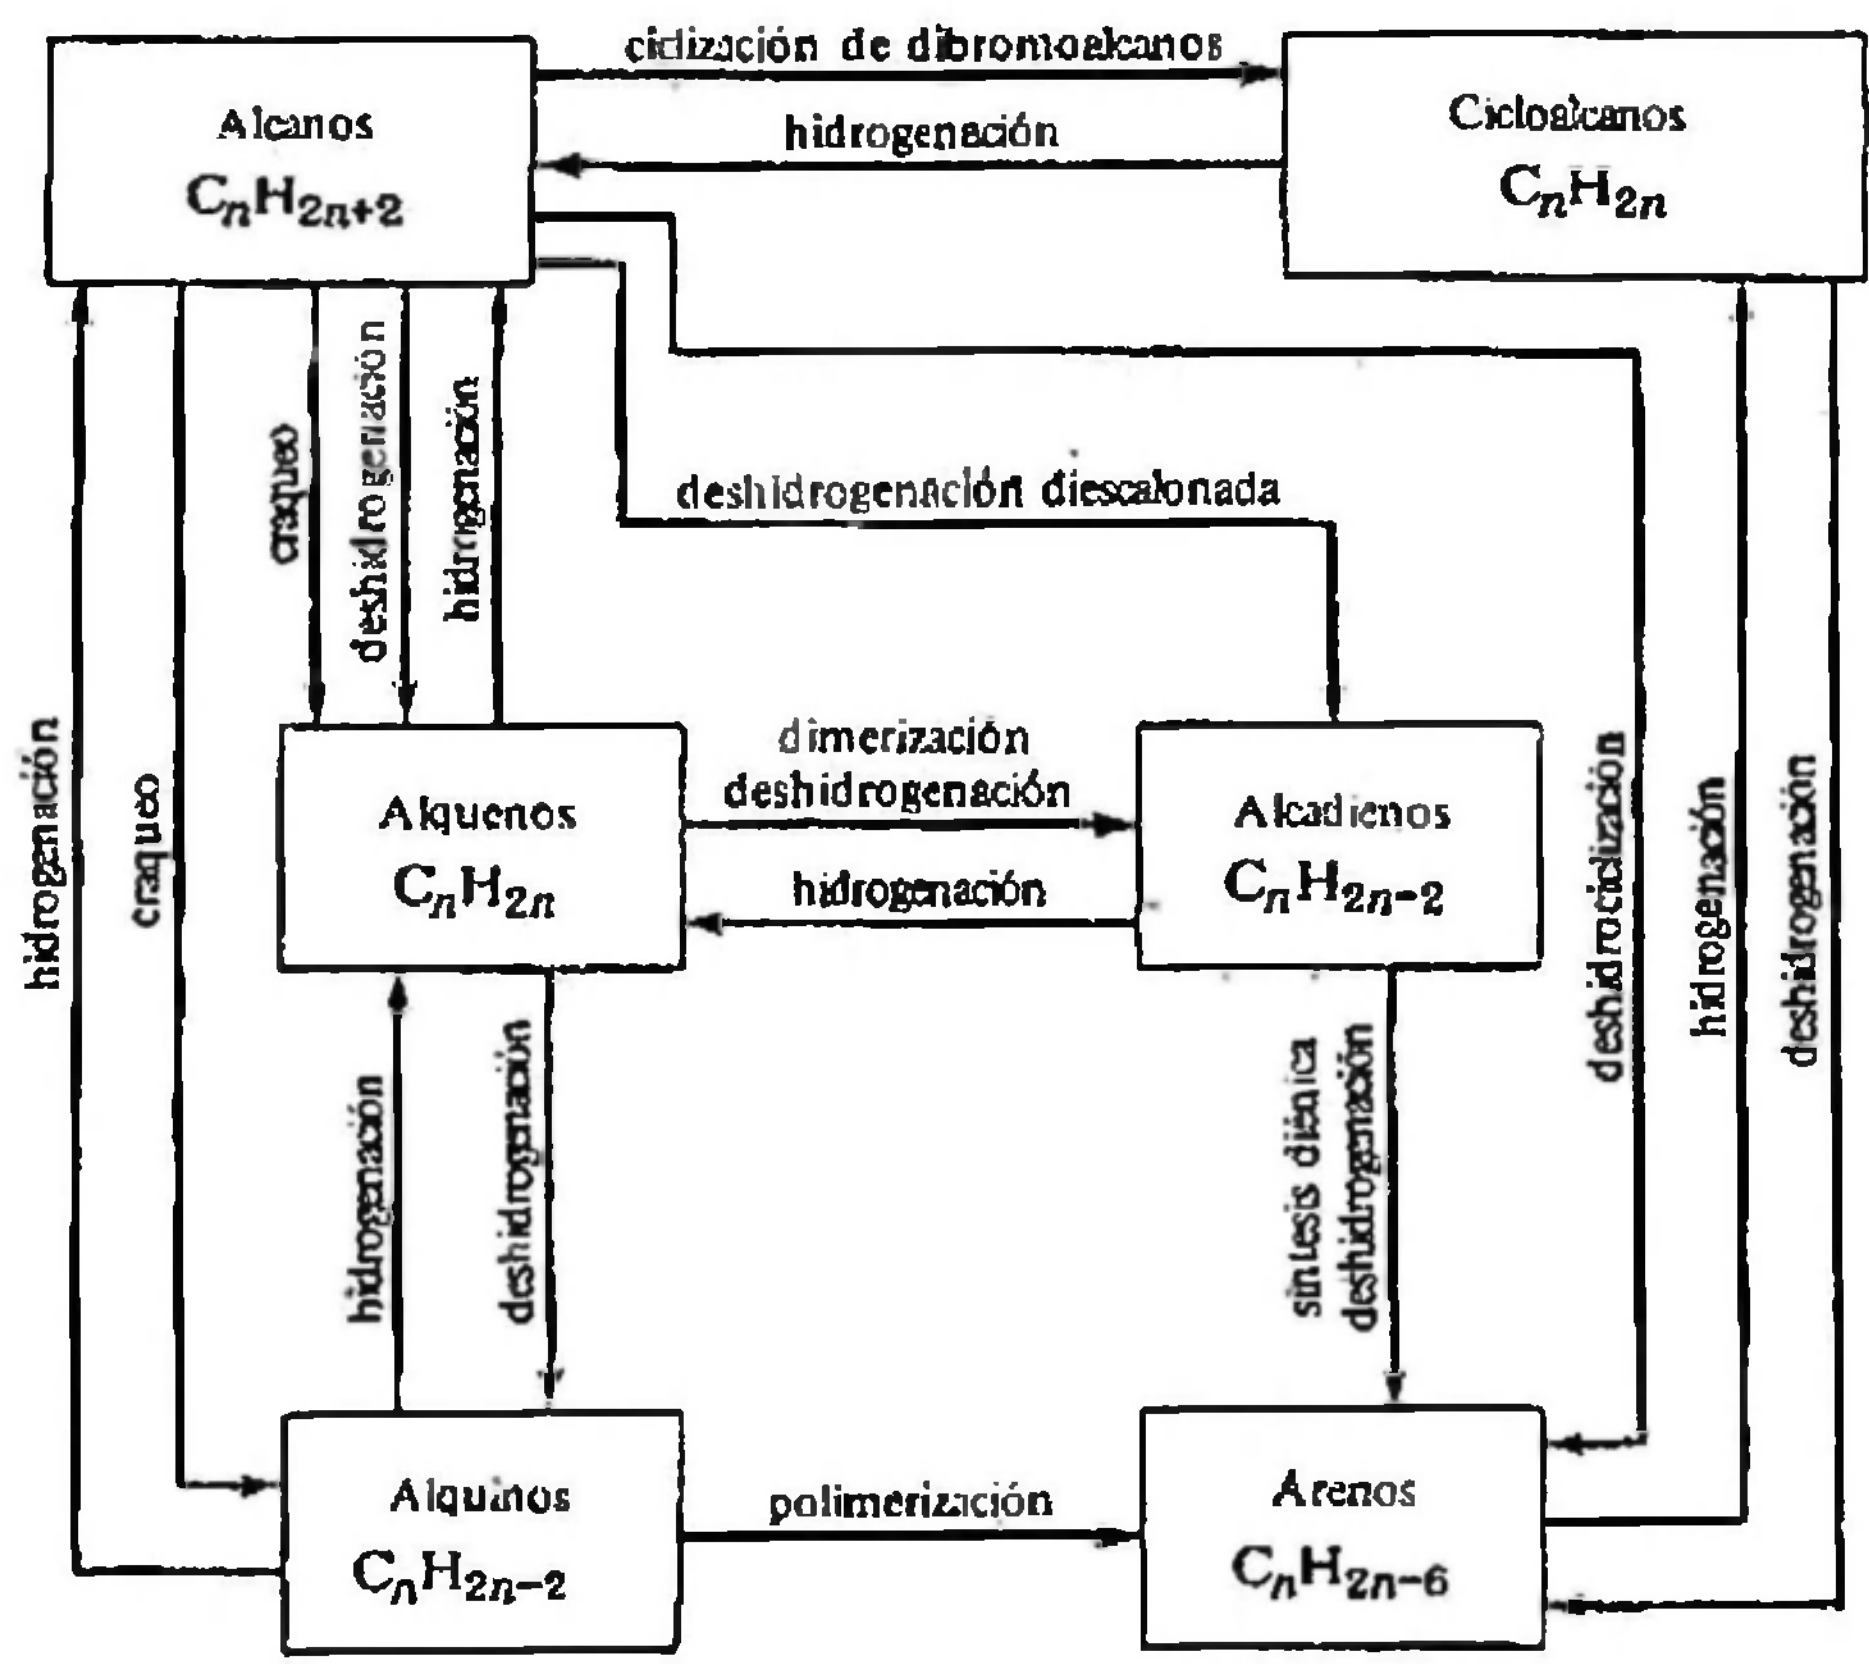 ciclización de dibromoalcanos
Alcanos
CnH2n+2
hidrogenación
Cicloalcanos
CnH2n
craqueo
deshidrogenación
hidrogenación
deshidrogenación diescalonada
hidrogenación
craqueo
Alquenos
CnH2n
dimerización
deshidrogenación
hidrogenación
Alcadienos
CnH2n-2
deshidrociclización
hidrogenación
deshidrogenación
hidrogenación
deshidrogenación
síntesis diénica
deshidrogenación
Alquinos
CnH2n-2
polimerización
Arenos
CnH2n-6